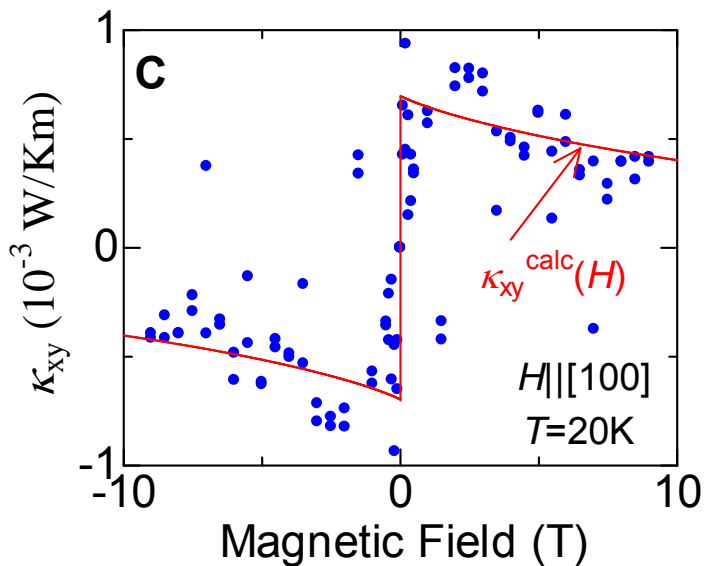 C
1
0
-1
-10
0
10
κxy (10-3 W/Km)
Magnetic Field (T)
κxycalc(H)
H||[100]
T=20K